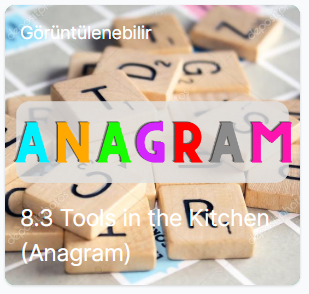 Görüntülenebilir
ANAGRAM
8.3 Tools in the Kitchen
(Anagram)